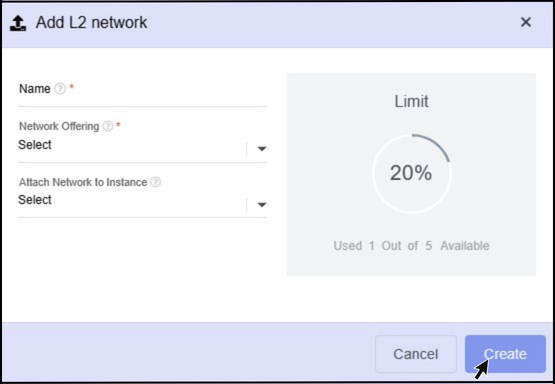 Add L2 network
×
Name ? *
Network Offering ? *
Select
Attach Network to Instance ?
Select
Limit
20%
Used 1 Out of 5 Available
Cancel
Create